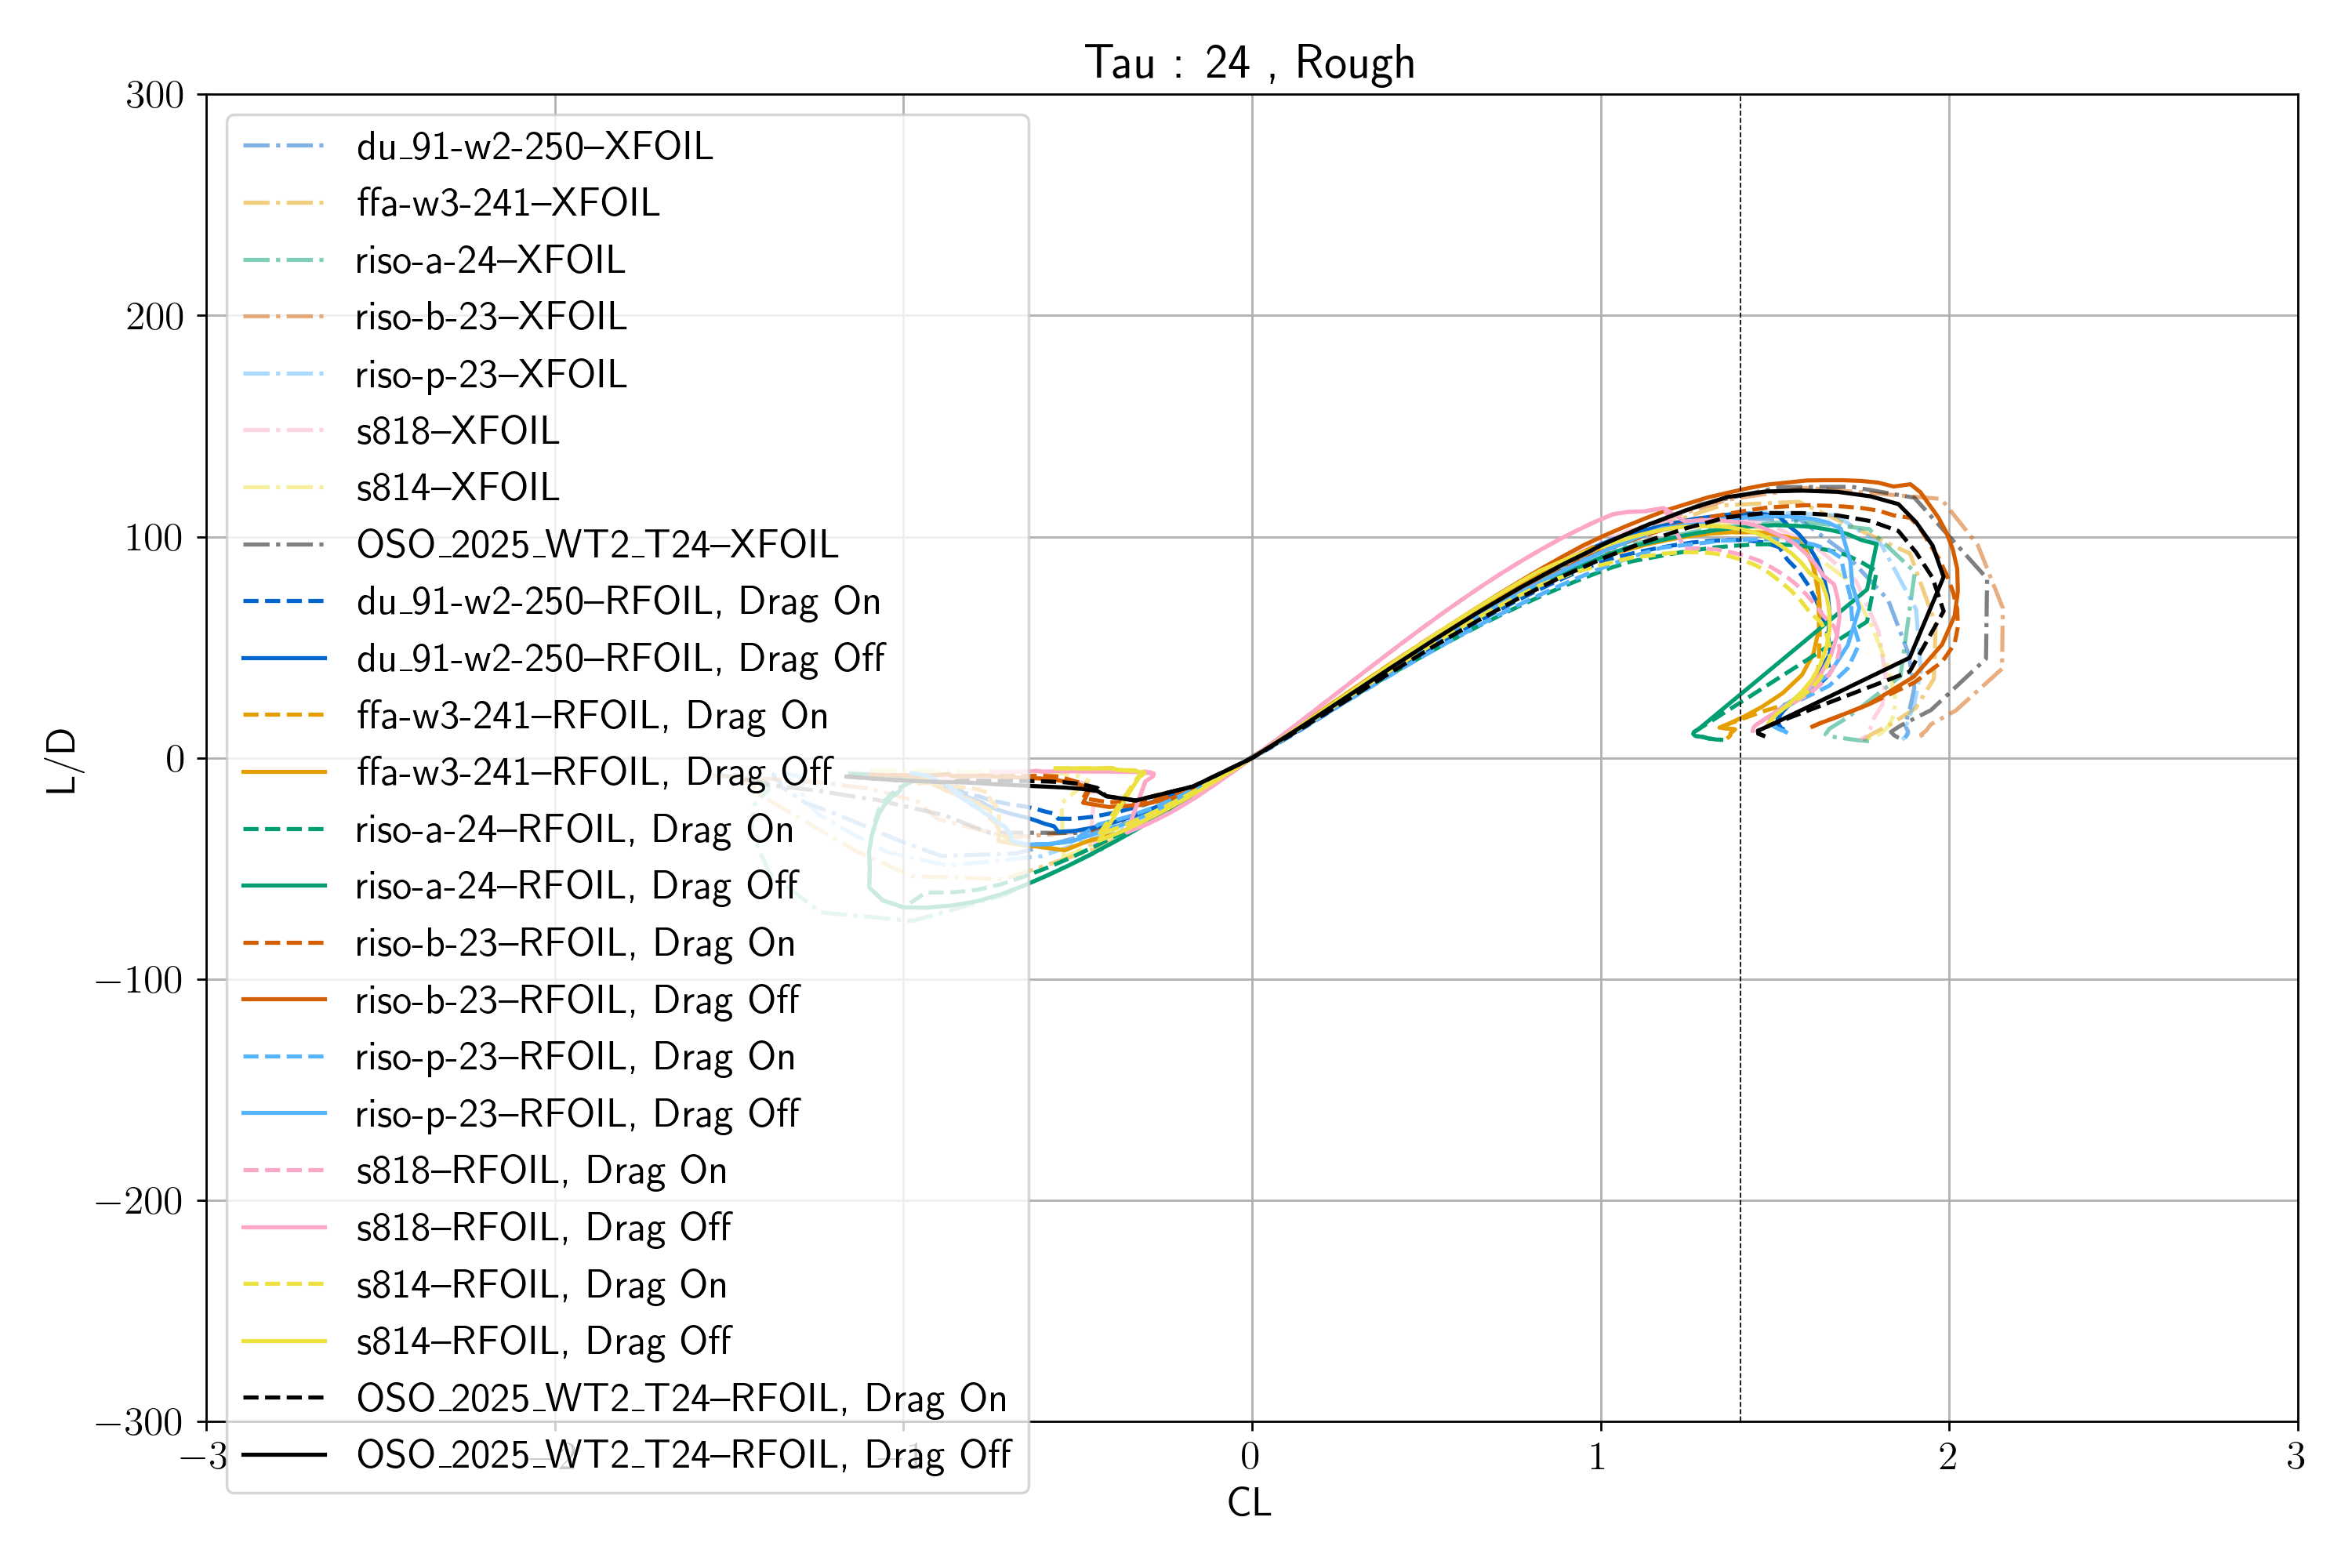 Tau : 24 , Rough
300
200
100
0
−100
−200
−300
L/D
du_91-w2-250–XFOIL
ffa-w3-241–XFOIL
riso-a-24–XFOIL
riso-b-23–XFOIL
riso-p-23–XFOIL
s818–XFOIL
s814–XFOIL
OSO_2025_WT2_T24–XFOIL
du_91-w2-250–RFOIL, Drag On
du_91-w2-250–RFOIL, Drag Off
ffa-w3-241–RFOIL, Drag On
ffa-w3-241–RFOIL, Drag Off
riso-a-24–RFOIL, Drag On
riso-a-24–RFOIL, Drag Off
riso-b-23–RFOIL, Drag On
riso-b-23–RFOIL, Drag Off
riso-p-23–RFOIL, Drag On
riso-p-23–RFOIL, Drag Off
s818–RFOIL, Drag On
s818–RFOIL, Drag Off
s814–RFOIL, Drag On
s814–RFOIL, Drag Off
OSO_2025_WT2_T24–RFOIL, Drag On
OSO_2025_WT2_T24–RFOIL, Drag Off
−3 −2 −1 0 1 2 3
CL